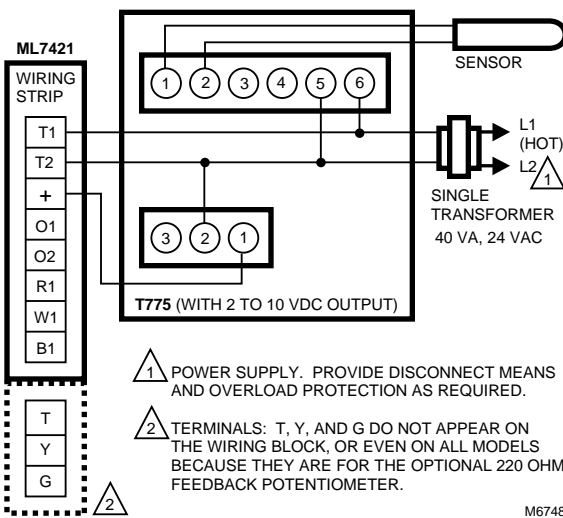 ML7421
WIRING
STRIP
T1
T2
+
O1
O2
R1
W1
B1
T
Y
G
2
1 2 3 4 5 6
3 2 1
T775 (WITH 2 TO 10 VDC OUTPUT)
SENSOR
L1
(HOT)
L2
1
SINGLE
TRANSFORMER
40 VA, 24 VAC
1 POWER SUPPLY. PROVIDE DISCONNECT MEANS
AND OVERLOAD PROTECTION AS REQUIRED.
2 TERMINALS: T, Y, AND G DO NOT APPEAR ON
THE WIRING BLOCK, OR EVEN ON ALL MODELS
BECAUSE THEY ARE FOR THE OPTIONAL 220 OHM
FEEDBACK POTENTIOMETER.
M6748